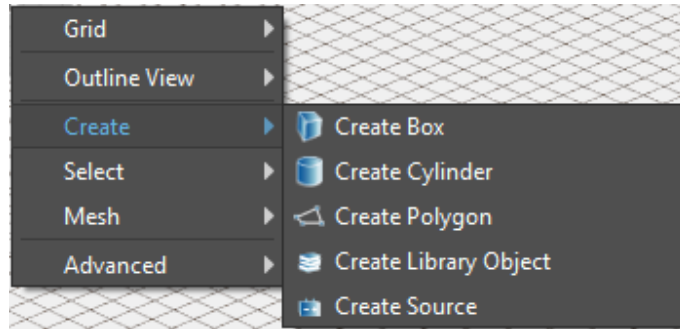 Grid
Outline View
Create
Select
Mesh
Advanced
Create Box
Create Cylinder
Create Polygon
Create Library Object
Create Source